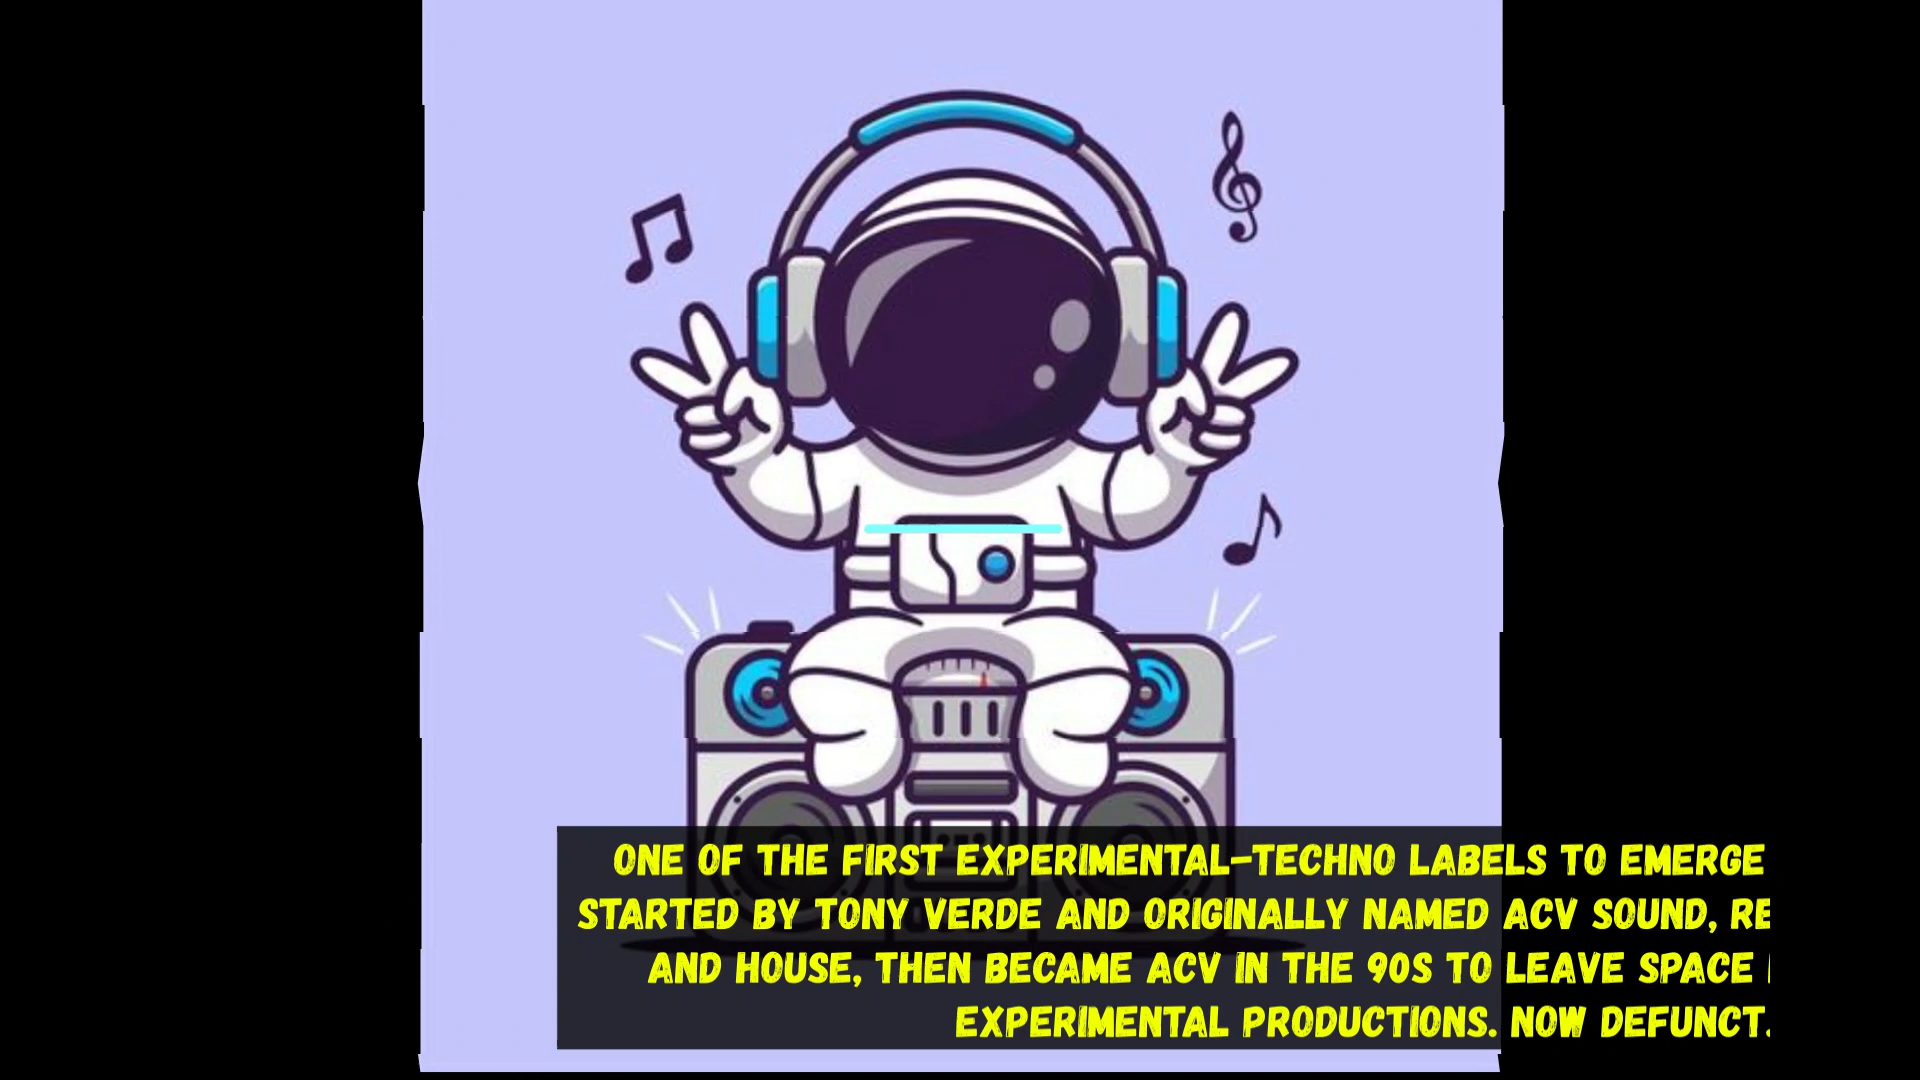 ONE OF THE FIRST EXPERIMENTAL-TECHNO LABELS TO EMERGE
STARTED BY TONY VERDE AND ORIGINALLY NAMED ACV SOUND, RE
AND HOUSE, THEN BECAME ACV IN THE 90S TO LEAVE SPACE
EXPERIMENTAL PRODUCTIONS. NOW DEFUNCT.